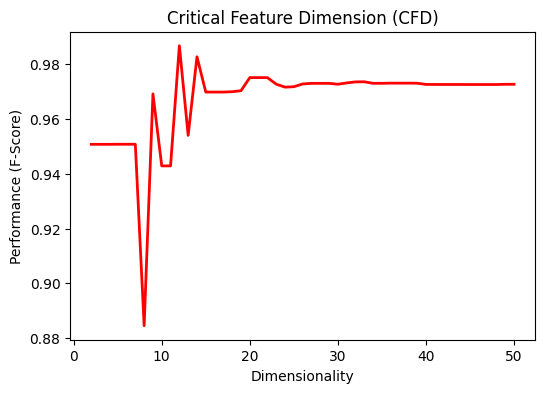 Critical Feature Dimension (CFD)
Performance (F-Score)
0.98
0.96
0.94
0.92
0.90
0.88
0 10 20 30 40 50
Dimensionality